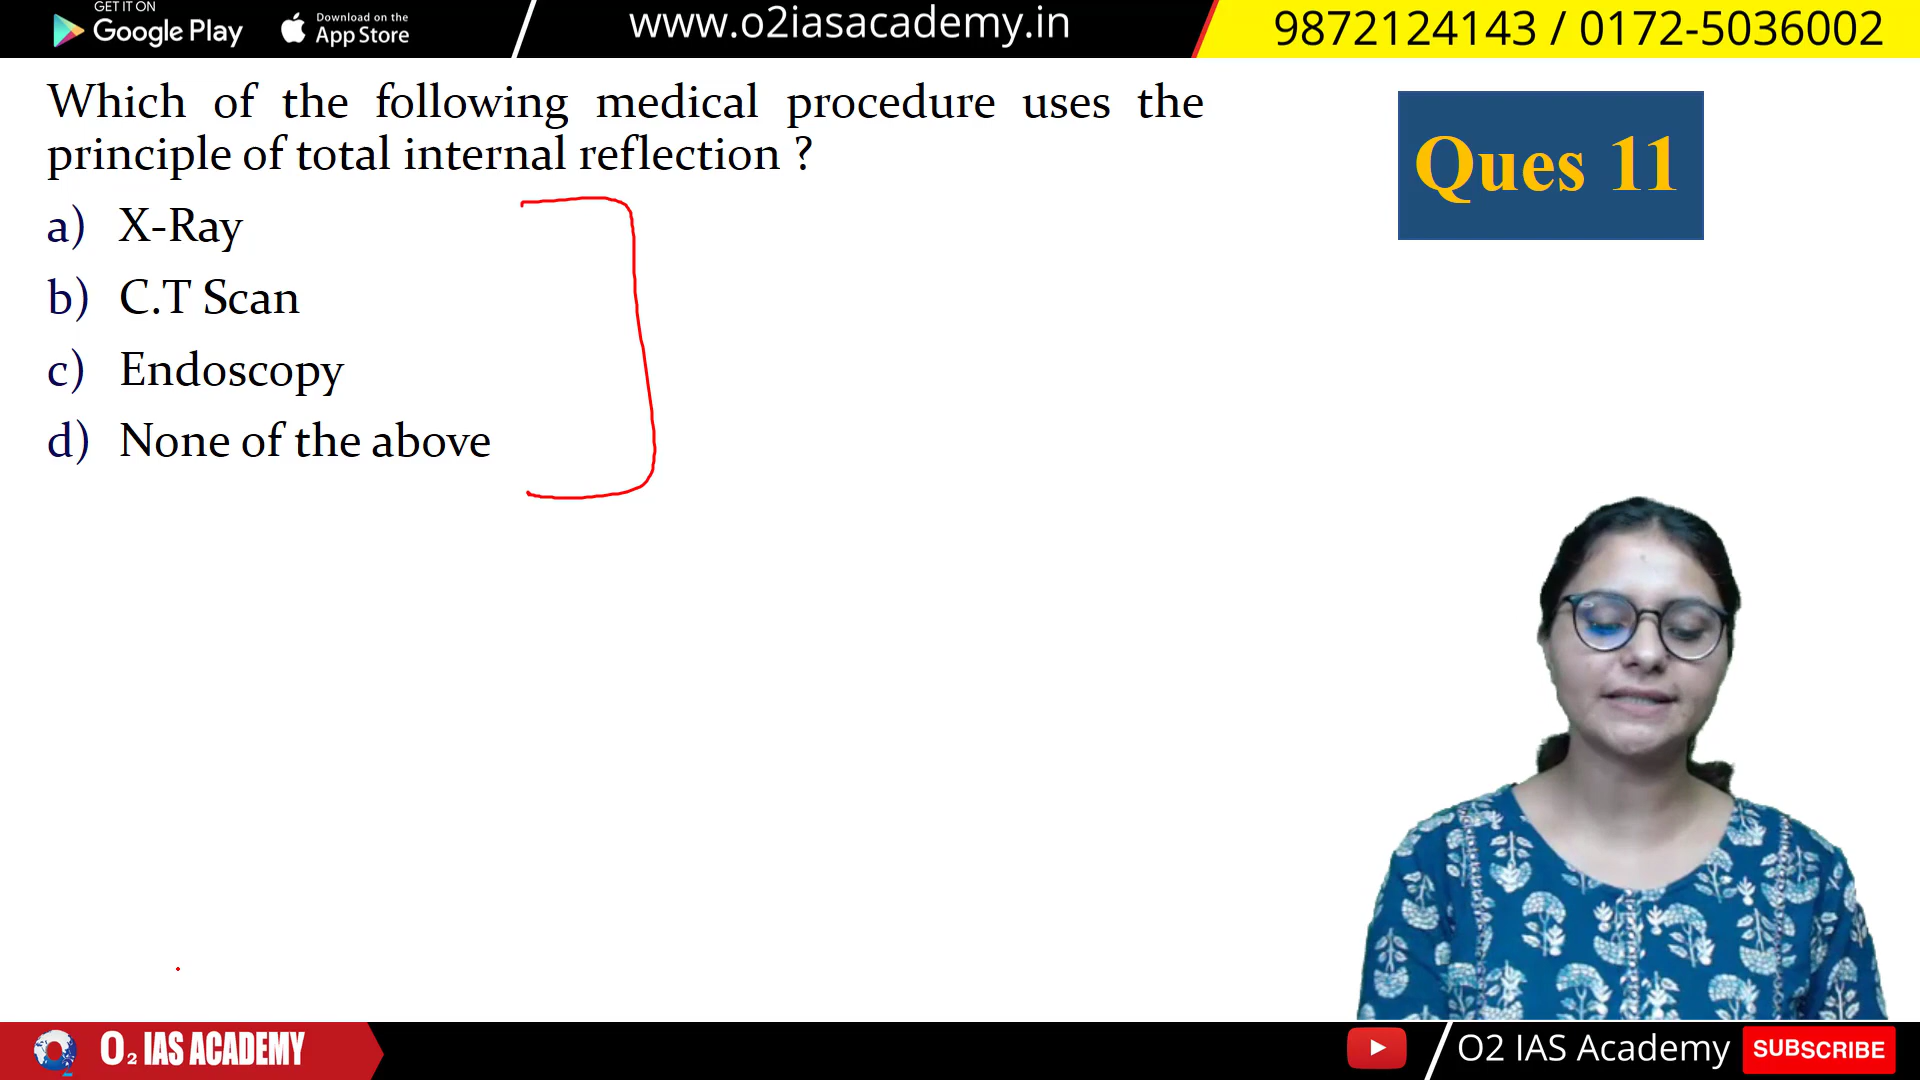 GET IT ON
Google Play
Download on the
App Store
www.o2iasacademy.in
9872124143 / 0172-5036002
Which of the following medical procedure uses the
principle of total internal reflection ?
Ques 11
a) X-Ray
b) C.T Scan
c) Endoscopy
d) None of the above
O2 IAS ACADEMY
O2 IAS Academy
SUBSCRIBE